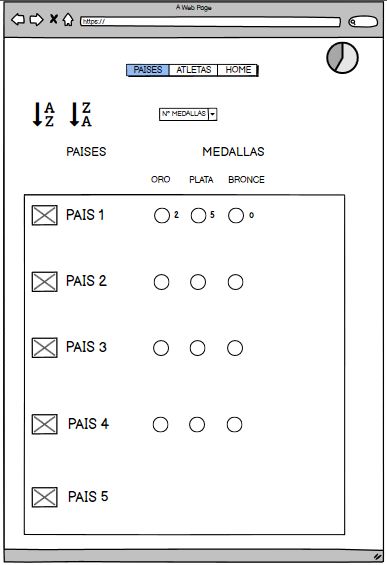 A Web Page
https://
PAISES ATLETAS HOME
A Z Z A
Nº MEDALLAS
PAISES MEDALLAS
ORO PLATA BRONCE
PAIS 1 2 5 0
PAIS 2
PAIS 3
PAIS 4
PAIS 5